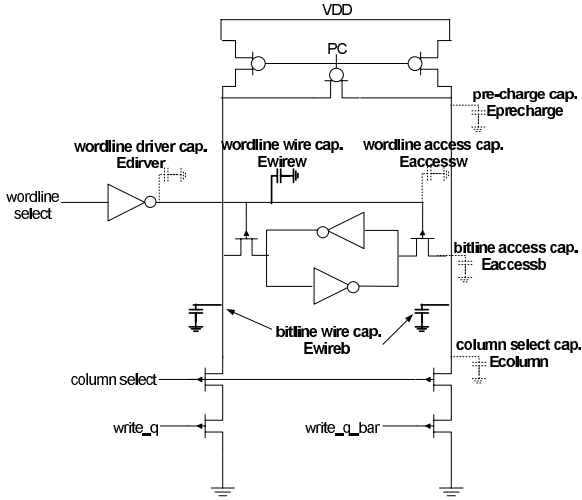 VDD
PC
pre-charge cap.
Eprecharge
wordline driver cap.
Edirver
wordline wire cap.
Ewirew
wordline access cap.
Eaccessw
wordline
select
bitline access cap.
Eaccessb
bitline wire cap.
Ewireb
column select cap.
Ecolumn
column select
write_q
write_q_bar